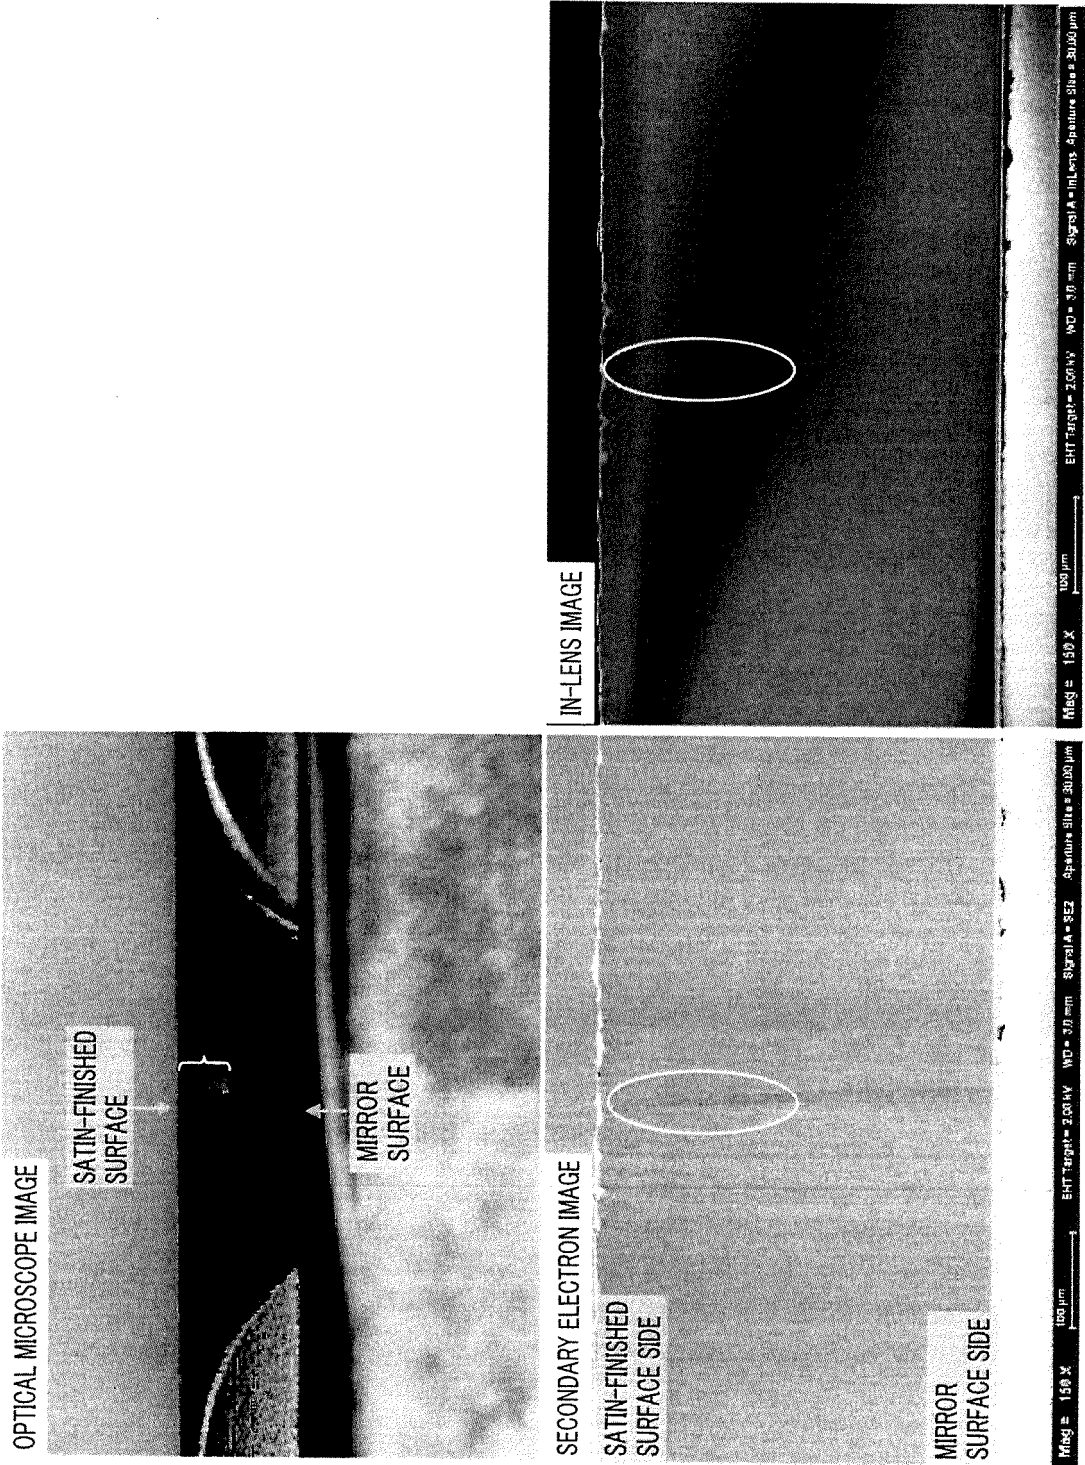 OPTICAL MICROSCOPE IMAGE
SATIN-FINISHED
SURFACE
MIRROR
SURFACE
SECONDARY ELECTRON IMAGE
SATIN-FINISHED
SURFACE SIDE
MIRROR
SURFACE SIDE
Mag = 150 X
100 µm
EHT Target = 2.00 kV
WD = 3.0 mm
Signal A = SE2
Aperture Size = 30.00 µm
IN-LENS IMAGE
Mag = 150 X
100 µm
EHT Target = 2.00 kV
WD = 3.0 mm
Signal A = InLens
Aperture Size = 30.00 µm